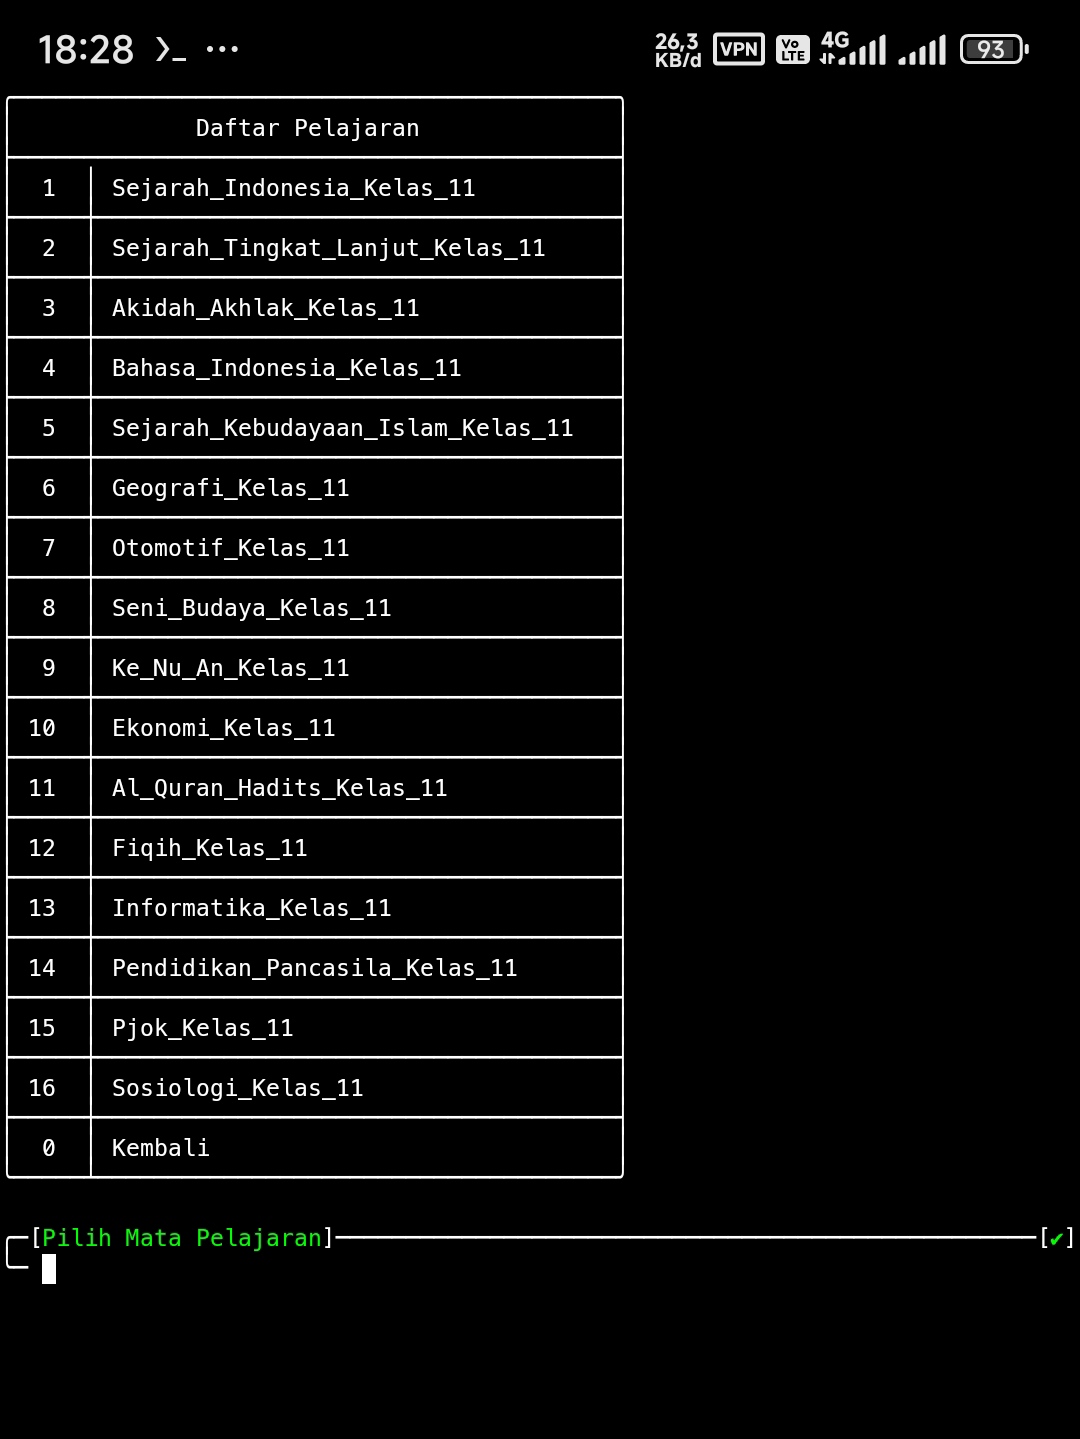 18:28 ❯_ ...
26,3 KB/d VPN Vo LTE 4G 93
Daftar Pelajaran
1 Sejarah_Indonesia_Kelas_11
2 Sejarah_Tingkat_Lanjut_Kelas_11
3 Akidah_Akhlak_Kelas_11
4 Bahasa_Indonesia_Kelas_11
5 Sejarah_Kebudayaan_Islam_Kelas_11
6 Geografi_Kelas_11
7 Otomotif_Kelas_11
8 Seni_Budaya_Kelas_11
9 Ke_Nu_An_Kelas_11
10 Ekonomi_Kelas_11
11 Al_Quran_Hadits_Kelas_11
12 Fiqih_Kelas_11
13 Informatika_Kelas_11
14 Pendidikan_Pancasila_Kelas_11
15 Pjok_Kelas_11
16 Sosiologi_Kelas_11
0 Kembali
[Pilih Mata Pelajaran] [✔]